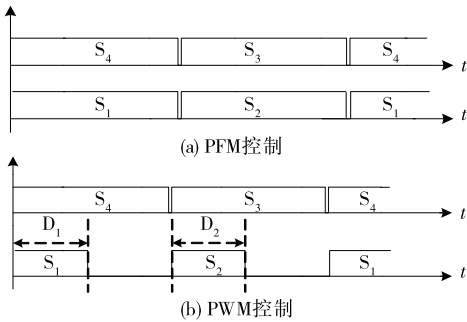 S₄ S₃ S₄ t
S₁ S₂ S₁ t
(a) PFM控制
S₄ S₃ S₄ t
D₁ D₂
S₁ S₂ S₁ t
(b) PWM控制